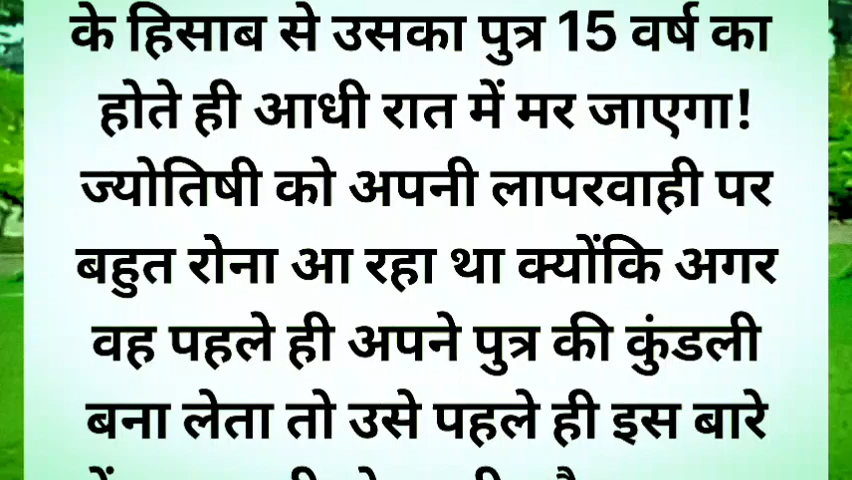 के हिसाब से उसका पुत्र 15 वर्ष का
होते ही आधी रात में मर जाएगा!
ज्योतिषी को अपनी लापरवाही पर
बहुत रोना आ रहा था क्योंकि अगर
वह पहले ही अपने पुत्र की कुंडली
बना लेता तो उसे पहले ही इस बारे